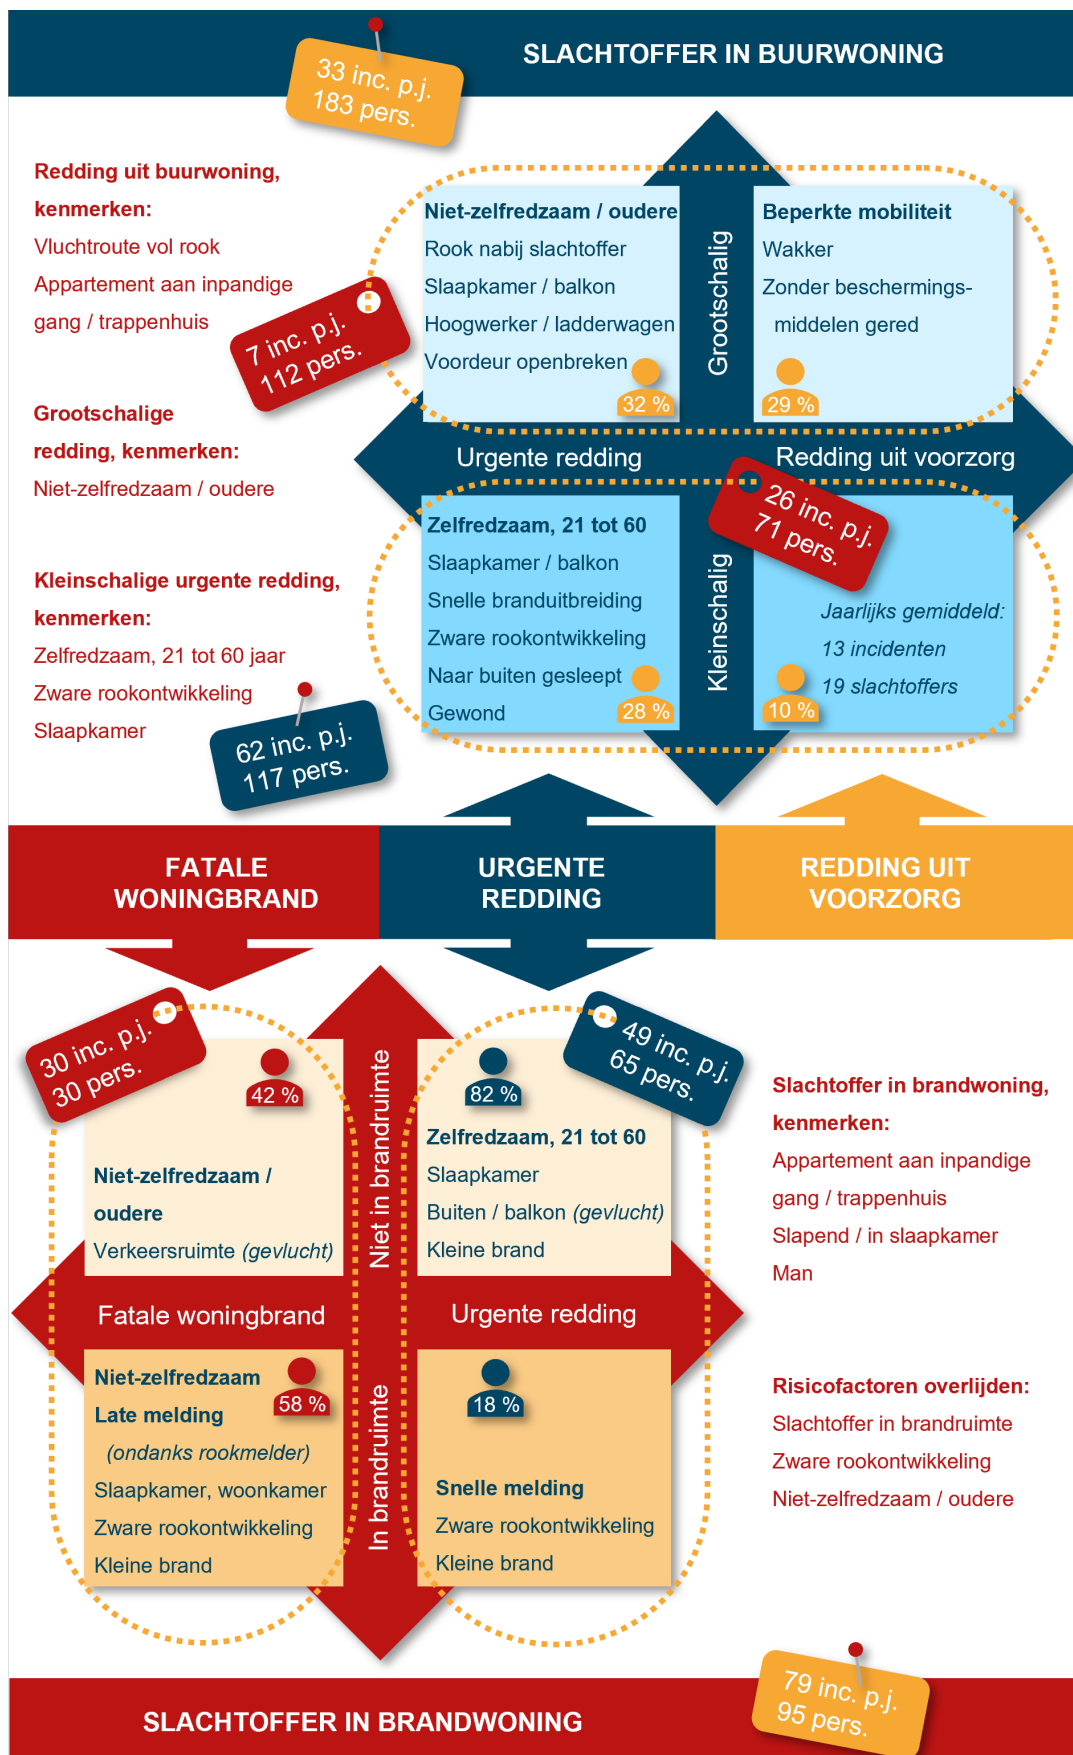 SLACHTOFFER IN BUURWONING
33 inc. p.j.
183 pers.
Redding uit buurwoning,
kenmerken:
Vluchtroute vol rook
Appartement aan inpandige
gang / trappenhuis
7 inc. p.j.
112 pers.
Grootschalige
redding, kenmerken:
Niet-zelfredzaam / oudere
Kleinschalige urgente redding,
kenmerken:
Zelfredzaam, 21 tot 60 jaar
Zware rookontwikkeling
Slaapkamer
62 inc. p.j.
117 pers.
Niet-zelfredzaam / oudere
Rook nabij slachtoffer
Slaapkamer / balkon
Hoogwerker / ladderwagen
Voordeur openbreken
32 %
Grootschalig
Beperkte mobiliteit
Wakker
Zonder beschermings-
middelen gered
29 %
Urgente redding
Redding uit voorzorg
26 inc. p.j.
71 pers.
Zelfredzaam, 21 tot 60
Slaapkamer / balkon
Snelle branduitbreiding
Zware rookontwikkeling
Naar buiten gesleept
Gewond
28 %
Kleinschalig
Jaarlijks gemiddeld:
13 incidenten
19 slachtoffers
10 %
FATALE
WONINGBRAND
URGENTE
REDDING
REDDING UIT
VOORZORG
30 inc. p.j.
30 pers.
42 %
Niet-zelfredzaam /
oudere
Verkeersruimte (gevlucht)
Niet in brandruimte
49 inc. p.j.
65 pers.
82 %
Zelfredzaam, 21 tot 60
Slaapkamer
Buiten / balkon (gevlucht)
Kleine brand
Fatale woningbrand
Urgente redding
Niet-zelfredzaam
Late melding
(ondanks rookmelder)
Slaapkamer, woonkamer
Zware rookontwikkeling
Kleine brand
58 %
In brandruimte
18 %
Snelle melding
Zware rookontwikkeling
Kleine brand
Slachtoffer in brandwoning,
kenmerken:
Appartement aan inpandige
gang / trappenhuis
Slapend / in slaapkamer
Man
Risicofactoren overlijden:
Slachtoffer in brandruimte
Zware rookontwikkeling
Niet-zelfredzaam / oudere
79 inc. p.j.
95 pers.
SLACHTOFFER IN BRANDWONING